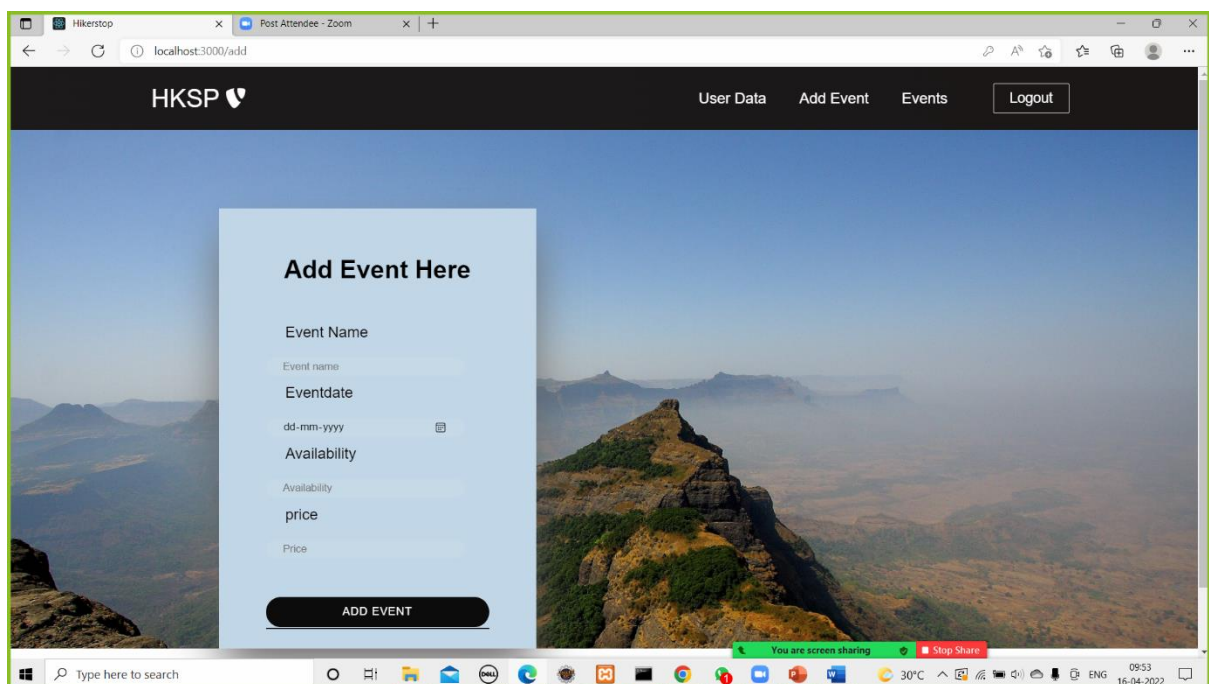 Hikerstop
Post Attendee - Zoom
localhost:3000/add
HKSP
User Data Add Event Events Logout
Add Event Here
Event Name
Event name
Eventdate
dd-mm-yyyy
Availability
Availability
price
Price
ADD EVENT
You are screen sharing Stop Share
Type here to search
DELL
1
30°C
ENG
09:53
16-04-2022